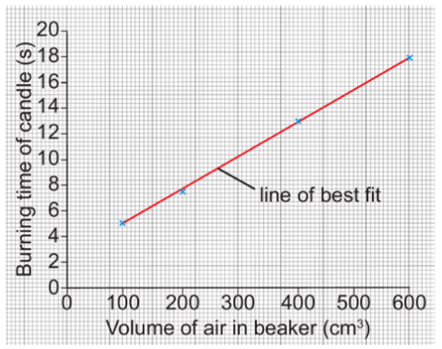 Burning time of candle (s)
20
18
16
14
12
10
8
6
4
2
0
line of best fit
0 100 200 300 400 500 600
Volume of air in beaker (cm³)